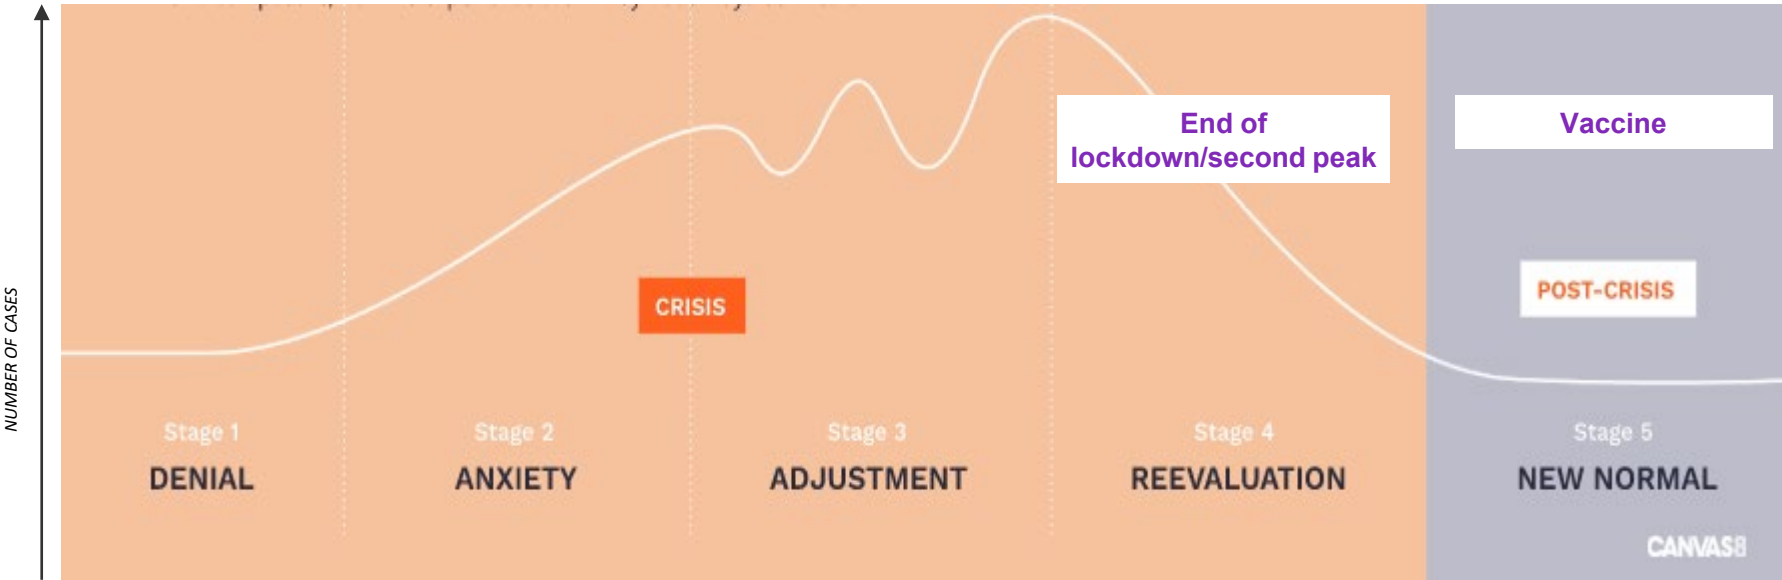 NUMBER OF CASES
End of
lockdown/second peak
Vaccine
CRISIS
POST-CRISIS
Stage 1
Stage 2
Stage 3
Stage 4
Stage 5
DENIAL
ANXIETY
ADJUSTMENT
REEVALUATION
NEW NORMAL
CANVAS8